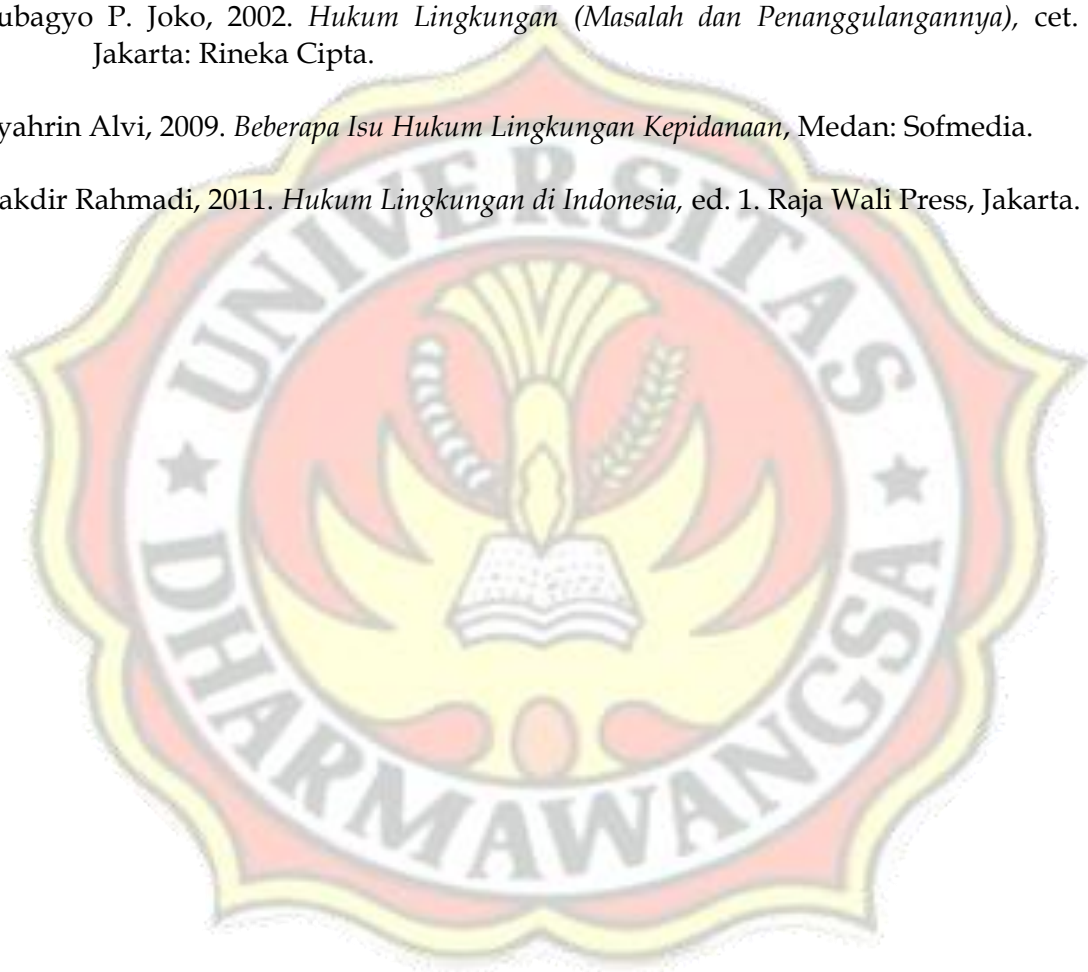 ubagyo P. Joko, 2002. Hukum Lingkungan (Masalah dan Penanggulangannya), cet.
Jakarta: Rineka Cipta.
yahrin Alvi, 2009. Beberapa Isu Hukum Lingkungan Kepidanaan, Medan: Sofmedia.
akdir Rahmadi, 2011. Hukum Lingkungan di Indonesia, ed. 1. Raja Wali Press, Jakarta.
UNIVERSITAS
DHARMAWANGSA